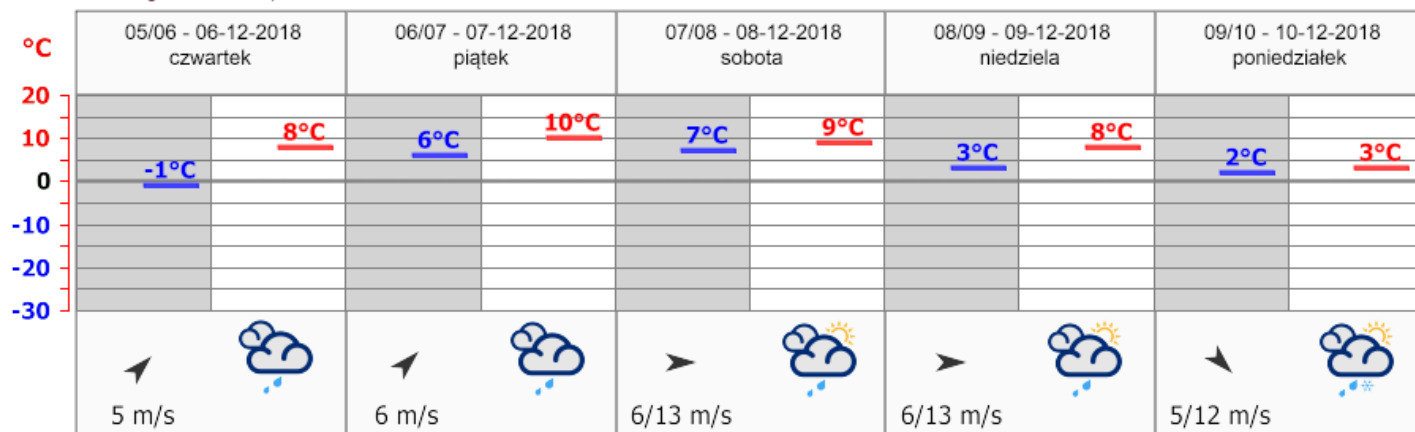 °C
05/06 - 06-12-2018
czwartek
06/07 - 07-12-2018
piątek
07/08 - 08-12-2018
sobota
08/09 - 09-12-2018
niedziela
09/10 - 10-12-2018
poniedziałek
20
10
0
-10
-20
-30
-1°C
8°C
6°C
10°C
7°C
9°C
3°C
8°C
2°C
3°C
5 m/s
6 m/s
6/13 m/s
6/13 m/s
5/12 m/s